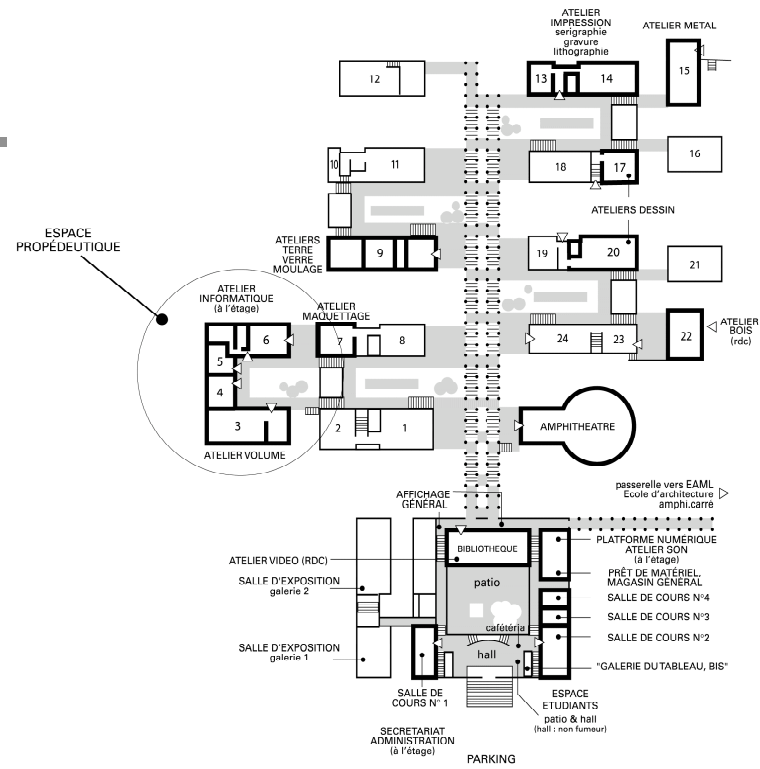 ATELIER
IMPRESSION
serigraphie
gravure
lithographie
ATELIER METAL
12
13
14
15
10
11
18
17
16
ATELIERS DESSIN
ESPACE
PROPÉDEUTIQUE
ATELIERS
TERRE
VERRE
MOULAGE
9
19
20
21
ATELIER
INFORMATIQUE
(à l'étage)
ATELIER
MAQUETTAGE
6
7
8
24
23
22
ATELIER
BOIS
(rdc)
5
4
3
2
1
ATELIER VOLUME
AMPHITHEATRE
passerelle vers EAML
Ecole d'architecture
amphi.carré
AFFICHAGE
GÉNÉRAL
BIBLIOTHEQUE
PLATFORME NUMÉRIQUE
ATELIER SON
(à l'étage)
ATELIER VIDEO (RDC)
PRÊT DE MATÉRIEL,
MAGASIN GÉNÉRAL
SALLE D'EXPOSITION
galerie 2
patio
SALLE DE COURS N°4
SALLE DE COURS N°3
cafétéria
SALLE DE COURS N°2
SALLE D'EXPOSITION
galerie 1
hall
"GALERIE DU TABLEAU, BIS"
SALLE DE
COURS N° 1
ESPACE
ETUDIANTS
patio & hall
(hall : non fumeur)
SECRETARIAT
ADMINISTRATION
(à l'étage)
PARKING